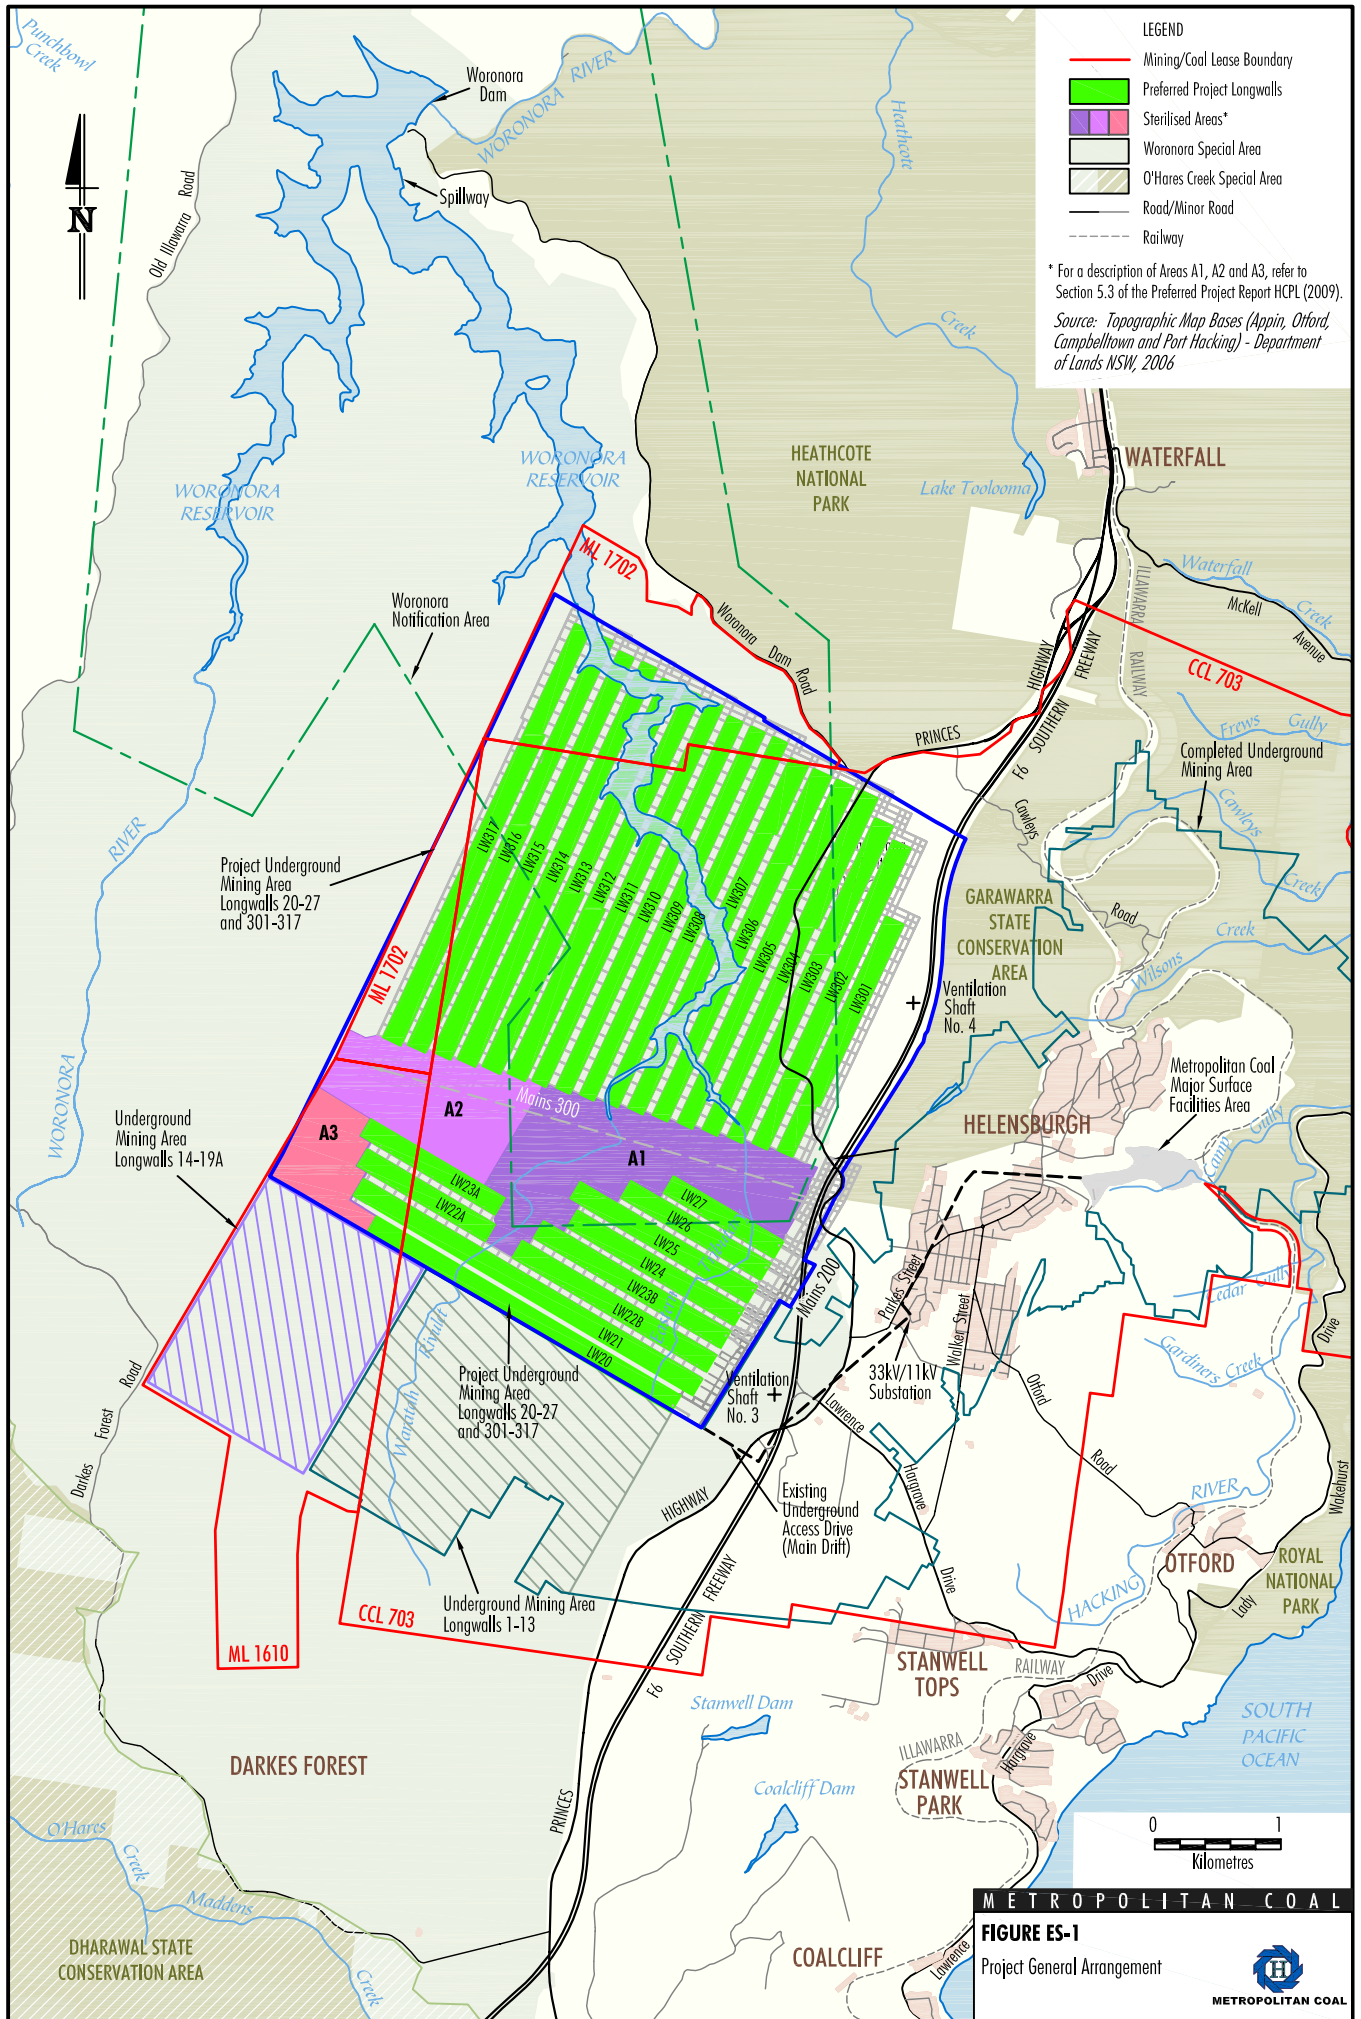 Punchbowl
Creek
Woronora
Dam
WORONORA
RIVER
Spillway
Old Illawarra Road
N
Heathcote
Creek
LEGEND
Mining/Coal Lease Boundary
Preferred Project Longwalls
Sterilised Areas*
Woronora Special Area
O'Hares Creek Special Area
Road/Minor Road
Railway
* For a description of Areas A1, A2 and A3, refer to
Section 5.3 of the Preferred Project Report HCPL (2009).
Source: Topographic Map Bases (Appin, Otford,
Campbelltown and Port Hacking) - Department
of Lands NSW, 2006
WATERFALL
HEATHCOTE
NATIONAL
PARK
Lake Toolooma
WORONORA
RESERVOIR
WORONORA
RESERVOIR
ML 1702
Woronora
Notification Area
Woronora Dam Road
Waterfall
Creek
McKell
Avenue
ILLAWARRA
RAILWAY
HIGHWAY
FREEWAY
CCL 703
PRINCES
F6 SOUTHERN
Frews Gully
Completed Underground
Mining Area
Cawleys
Creek
Cawleys
Road
RIVER
Project Underground
Mining Area
Longwalls 20-27
and 301-317
LW317
LW316
LW315
LW314
LW313
LW312
LW311
LW310
LW309
LW308
LW307
LW306
LW305
LW304
LW303
LW302
LW301
GARAWARRA
STATE
CONSERVATION
AREA
Wilsons
Creek
ML 1702
Ventilation
Shaft
No. 4
Metropolitan Coal
Major Surface
Facilities Area
Camp
Gully
HELENSBURGH
WORONORA
Underground
Mining Area
Longwalls 14-19A
Mains 300
A2
A3
A1
LW23A
LW22A
LW27
LW26
LW25
LW24
LW23B
LW22B
LW21
LW20
Mains 200
Parkes Street
Walker Street
Cedar Gully
Drive
Gardiners Creek
Waratah
Rivulet
Project Underground
Mining Area
Longwalls 20-27
and 301-317
Ventilation
Shaft
No. 3
33kV/11kV
Substation
Lawrence
Hargrave
Drive
Otford
Road
Darkes Forest Road
HIGHWAY
Existing
Underground
Access Drive
(Main Drift)
RIVER
HACKING
Wakehurst
OTFORD
ROYAL
NATIONAL
PARK
Lady
Underground Mining Area
Longwalls 1-13
CCL 703
ML 1610
F6 SOUTHERN FREEWAY
STANWELL
TOPS
RAILWAY
Drive
Stanwell Dam
ILLAWARRA
Hargrave
STANWELL
PARK
SOUTH
PACIFIC
OCEAN
DARKES FOREST
PRINCES
Coalcliff Dam
O'Hares
Creek
Maddens
Creek
0 1
Kilometres
DHARAWAL STATE
CONSERVATION AREA
COALCLIFF
Lawrence
METROPOLITAN COAL
FIGURE ES-1
Project General Arrangement
H
METROPOLITAN COAL